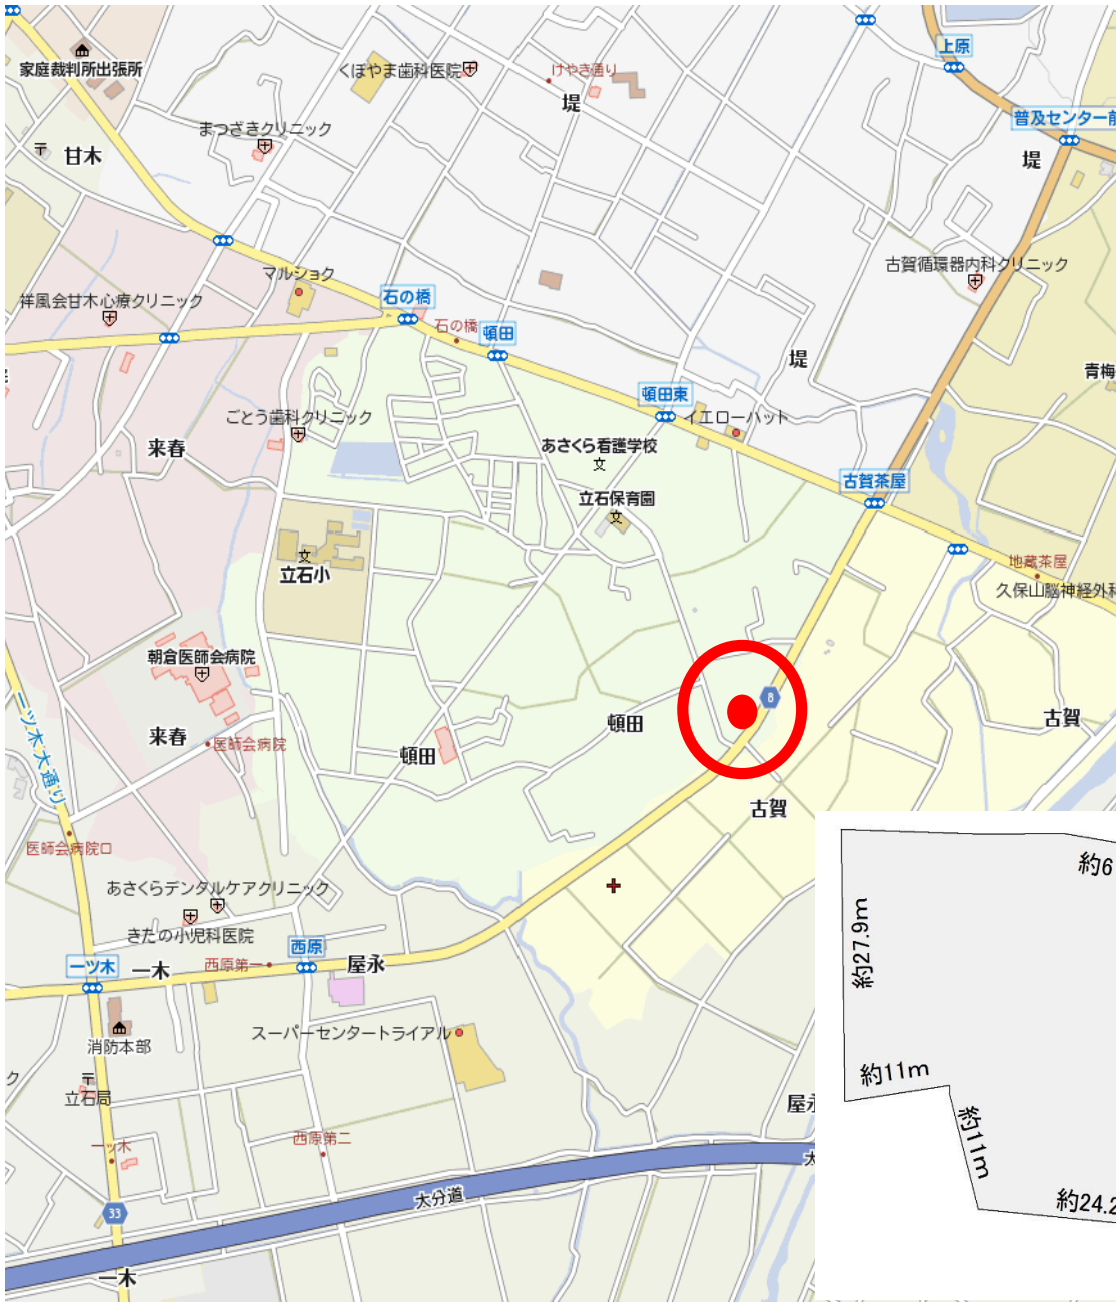 上原
家庭裁判所出張所
くぼやま歯科医院
けやき通り
堤
普及センター前
まつざきクリニック
甘木
堤
古賀循環器内科クリニック
マルショク
祥風会甘木心療クリニック
石の橋
石の橋
頓田
堤
青梅
頓田東
イエローハット
ごとう歯科クリニック
来春
あさくら看護学校
古賀茶屋
立石保育園
地蔵茶屋
立石小
久保山脳神経外科
朝倉医師会病院
8
頓田
古賀
来春
医師会病院
頓田
一ツ木大通り
古賀
医師会病院口
約6
あさくらデンタルケアクリニック
約27.9m
きたの小児科医院
西原
一ツ木
一木
西原第一
屋永
スーパーセンタートライアル
消防本部
約11m
ク
立石局
屋永
約11m
一ッ木
西原第二
大分道
約24.2
33
一木